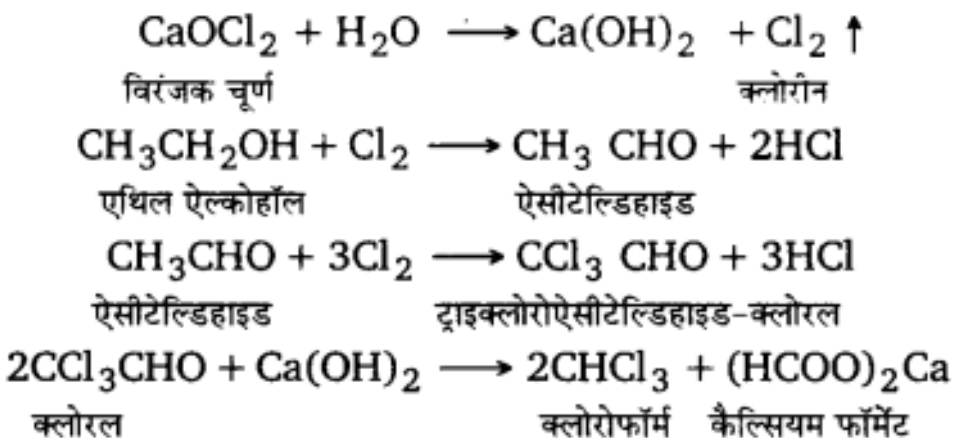 CaOCl₂ + H₂O ⟶ Ca(OH)₂ + Cl₂ ↑
विरंजक चूर्ण क्लोरीन
CH₃CH₂OH + Cl₂ ⟶ CH₃ CHO + 2HCl
एथिल ऐल्कोहॉल ऐसीटेल्डिहाइड
CH₃CHO + 3Cl₂ ⟶ CCl₃ CHO + 3HCl
ऐसीटेल्डिहाइड ट्राइक्लोरोऐसीटेल्डिहाइड-क्लोरल
2CCl₃CHO + Ca(OH)₂ ⟶ 2CHCl₃ + (HCOO)₂Ca
क्लोरल क्लोरोफॉर्म कैल्सियम फॉर्मेट